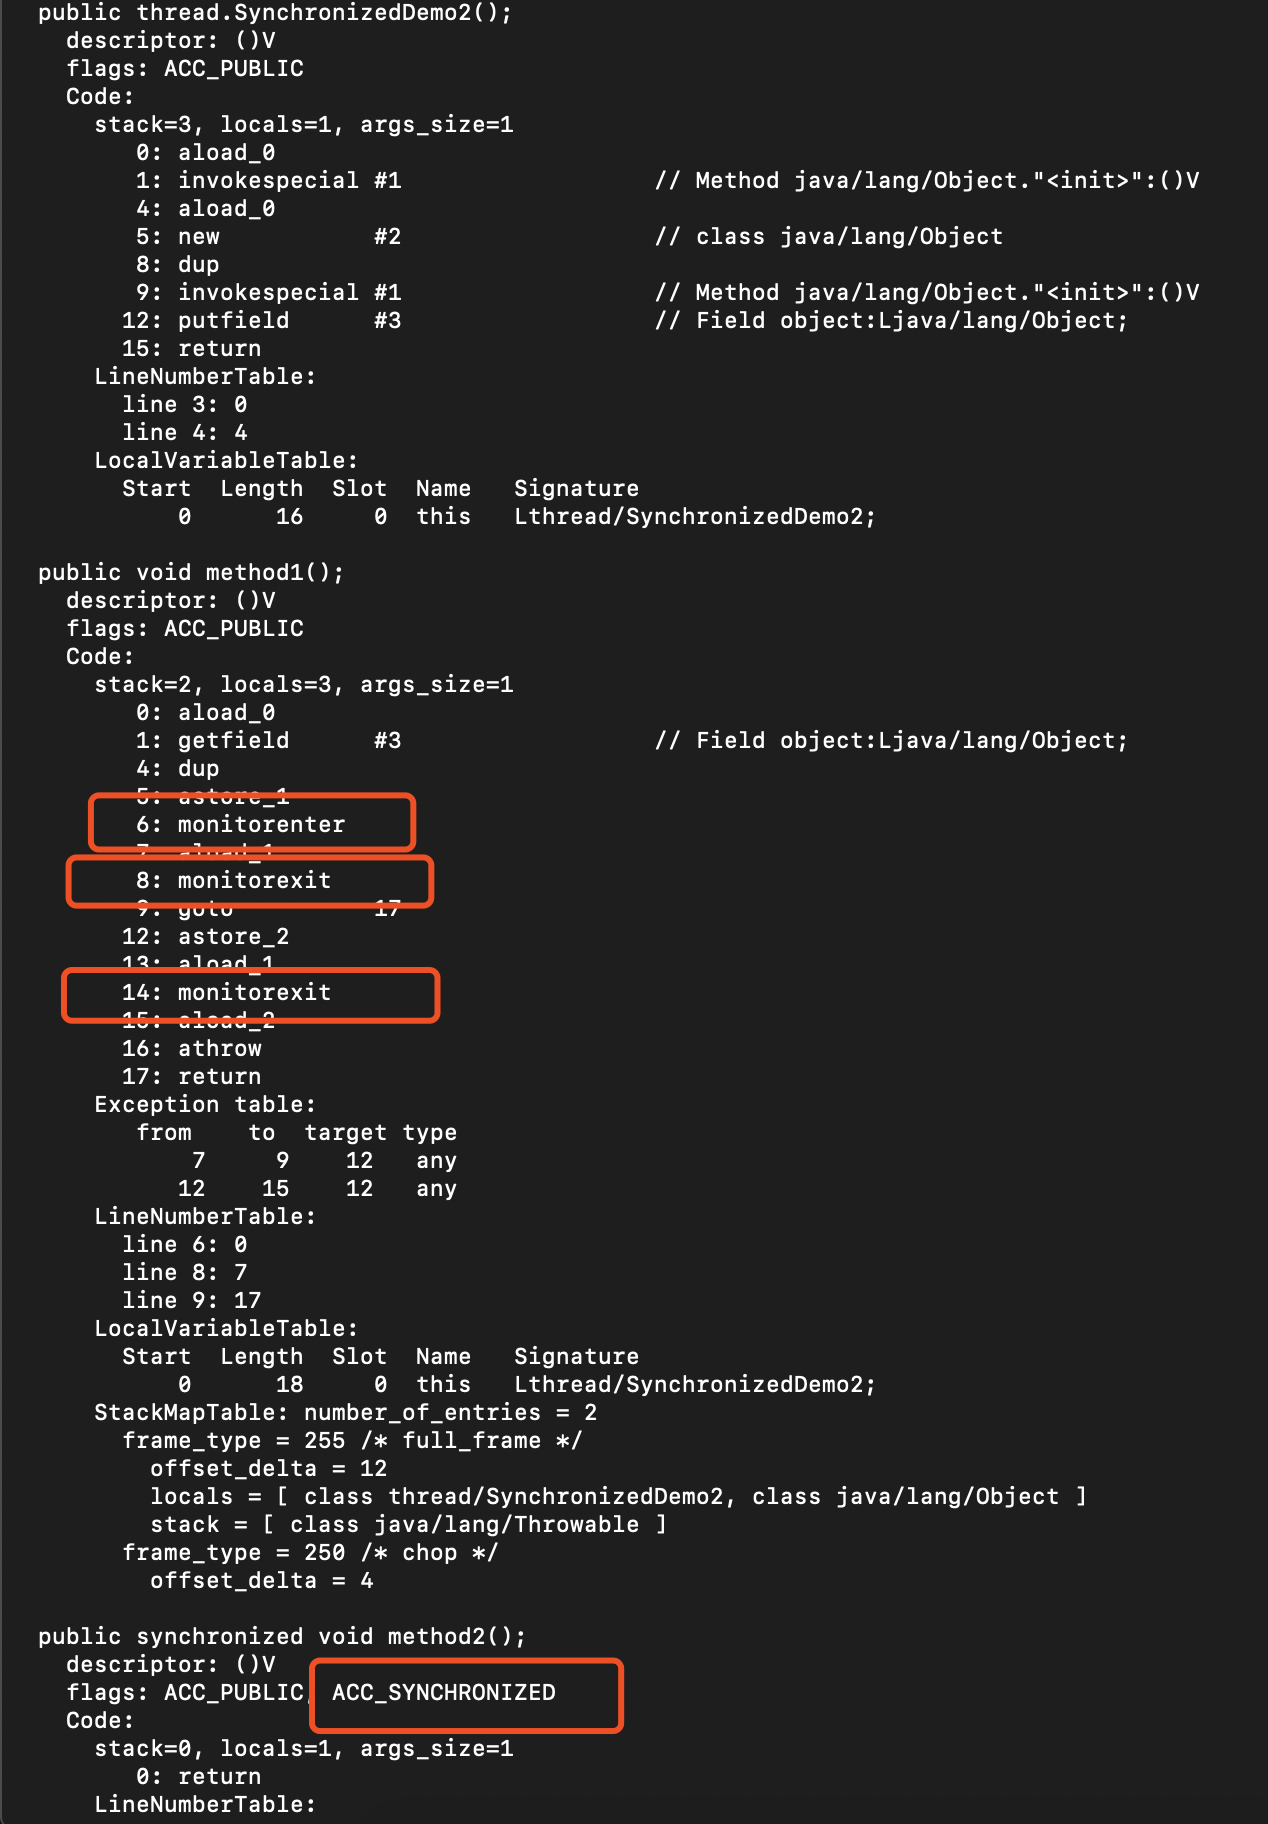 public thread.SynchronizedDemo2();
  descriptor: ()V
  flags: ACC_PUBLIC
  Code:
    stack=3, locals=1, args_size=1
       0: aload_0
       1: invokespecial #1                  // Method java/lang/Object."<init>":()V
       4: aload_0
       5: new           #2                  // class java/lang/Object
       8: dup
       9: invokespecial #1                  // Method java/lang/Object."<init>":()V
      12: putfield      #3                  // Field object:Ljava/lang/Object;
      15: return
    LineNumberTable:
      line 3: 0
      line 4: 4
    LocalVariableTable:
      Start  Length  Slot  Name   Signature
          0      16     0  this   Lthread/SynchronizedDemo2;

public void method1();
  descriptor: ()V
  flags: ACC_PUBLIC
  Code:
    stack=2, locals=3, args_size=1
       0: aload_0
       1: getfield      #3                  // Field object:Ljava/lang/Object;
       4: dup
       5: astore_1
       6: monitorenter
       7: aload_1
       8: monitorexit
       9: goto          17
      12: astore_2
      13: aload_1
      14: monitorexit
      15: aload_2
      16: athrow
      17: return
    Exception table:
       from    to  target type
           7     9    12   any
          12    15    12   any
    LineNumberTable:
      line 6: 0
      line 8: 7
      line 9: 17
    LocalVariableTable:
      Start  Length  Slot  Name   Signature
          0      18     0  this   Lthread/SynchronizedDemo2;
    StackMapTable: number_of_entries = 2
      frame_type = 255 /* full_frame */
        offset_delta = 12
        locals = [ class thread/SynchronizedDemo2, class java/lang/Object ]
        stack = [ class java/lang/Throwable ]
      frame_type = 250 /* chop */
        offset_delta = 4

public synchronized void method2();
  descriptor: ()V
  flags: ACC_PUBLIC, ACC_SYNCHRONIZED
  Code:
    stack=0, locals=1, args_size=1
       0: return
    LineNumberTable: